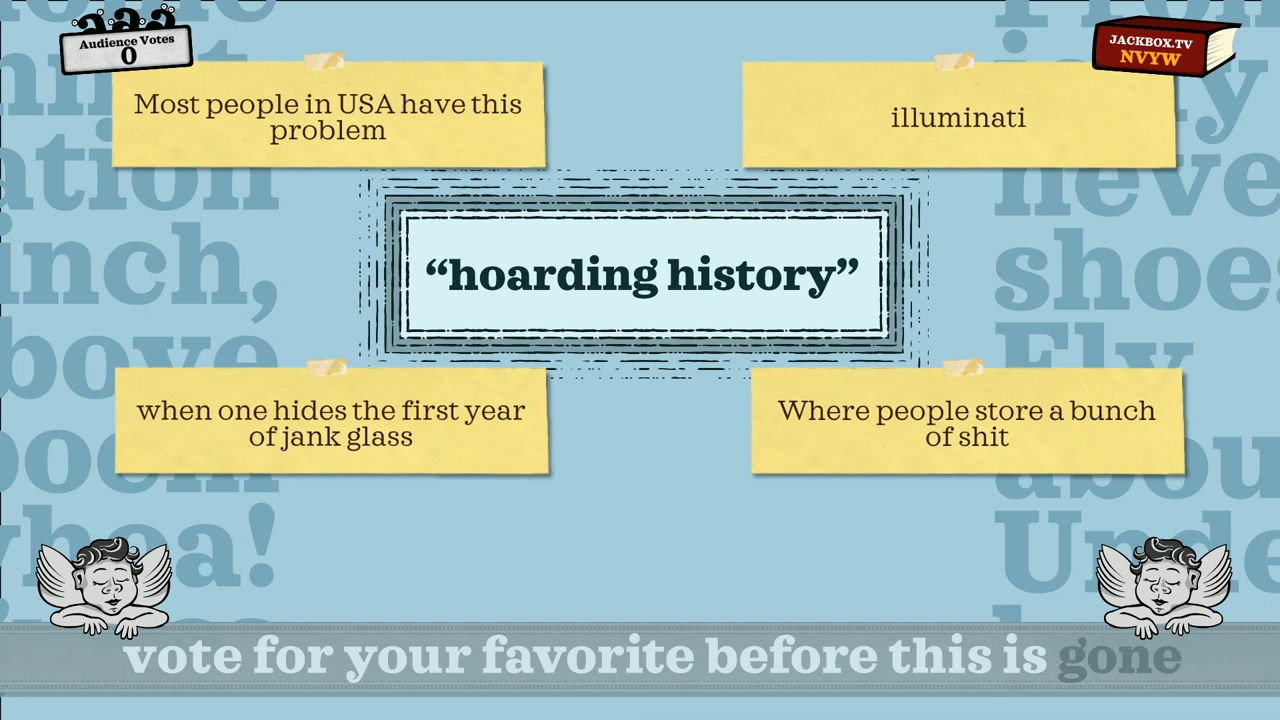 Audience Votes
0
JACKBOX.TV
NVYW
Most people in USA have this
problem
illuminati
“hoarding history”
when one hides the first year
of jank glass
Where people store a bunch
of shit
vote for your favorite before this is gone
inch,
shoes